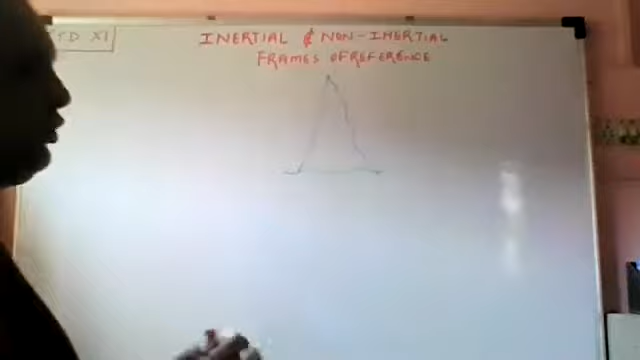 STD XI
INERTIAL & NON-INERTIAL
FRAMES OF REFERENCE